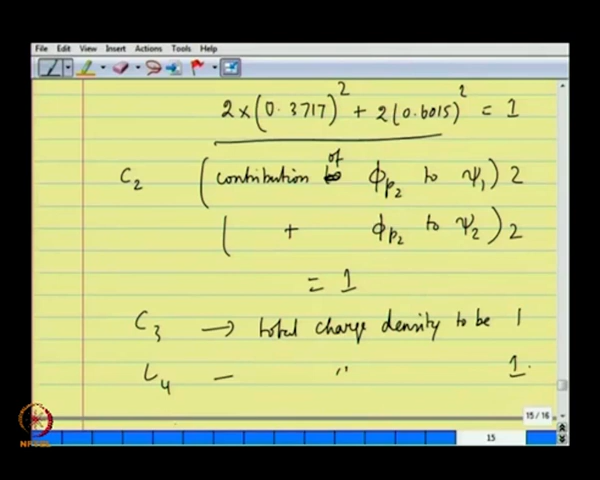 File Edit View Insert Actions Tools Help
2×(0.3717)² + 2(0.6015)² = 1
C₂ (contribution of ϕp₂ to ψ₁) 2
( + ϕp₂ to ψ₂) 2
= 1
C₃ → total charge density to be 1
C₄ — " 1.
15/16
15
NPTEL